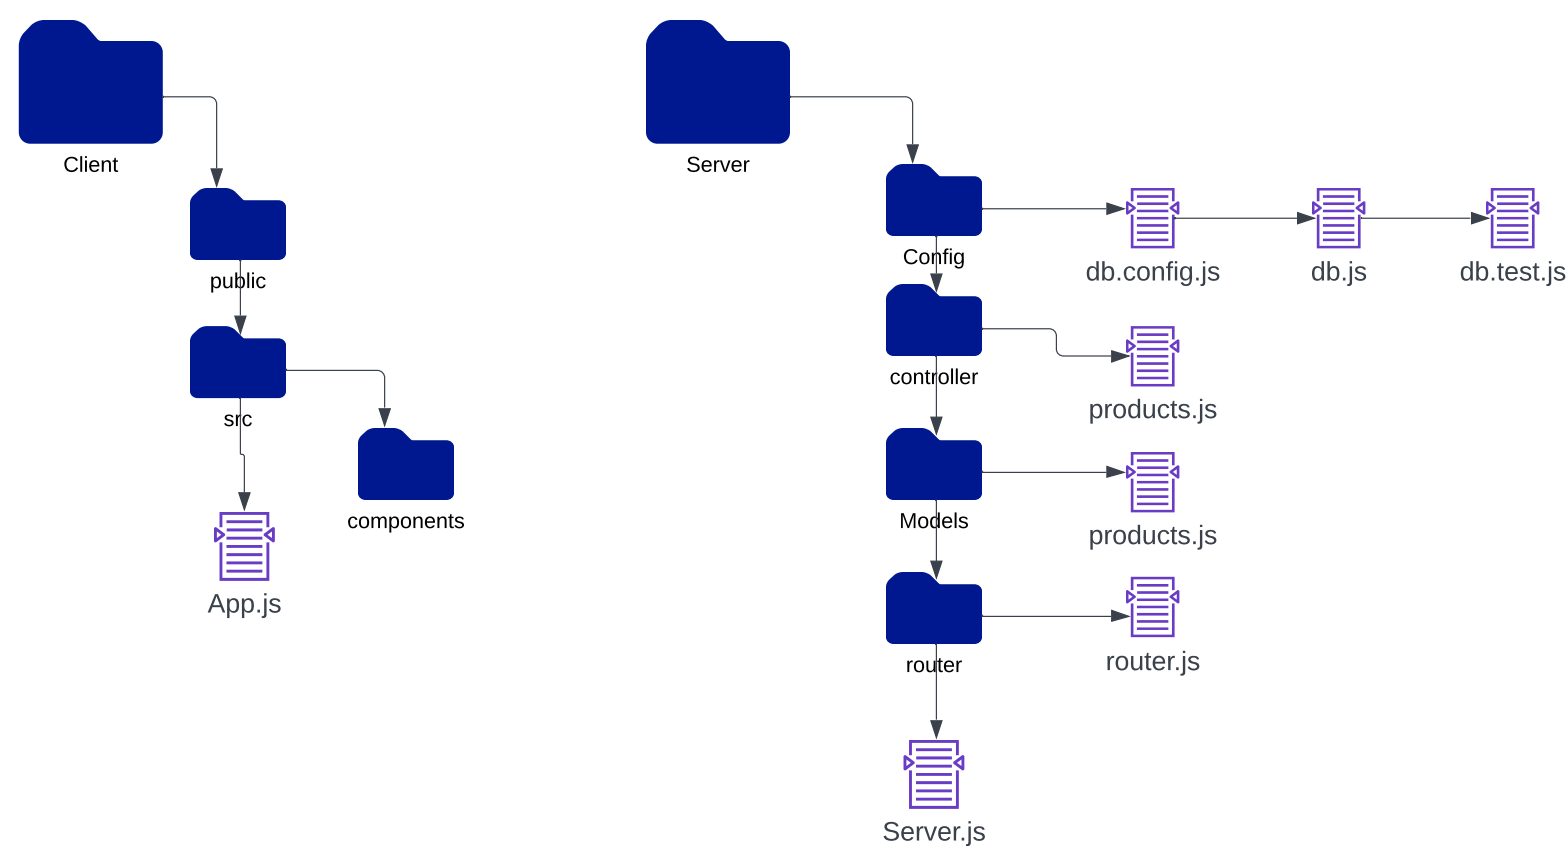 Client
public
src
components
App.js
Server
Config
db.config.js
db.js
db.test.js
controller
products.js
Models
products.js
router
router.js
Server.js